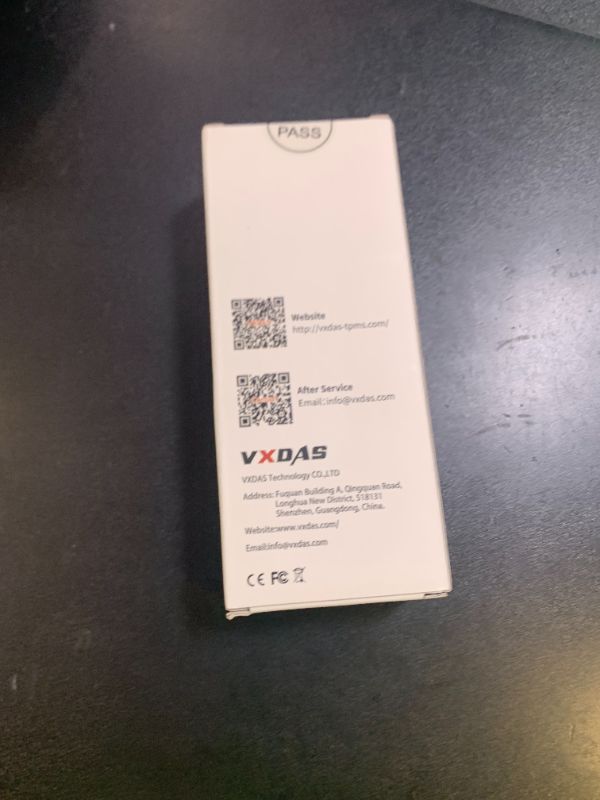 PASS
Website
http://vxdas-tpms.com/
After Service
Email:info@vxdas.com
VXDAS
VXDAS Technology CO.,LTD
Address: Fuquan Building A, Qingquan Road,
Longhua New District, 518131
Shenzhen, Guangdong, China.
Website:www.vxdas.com/
Email:info@vxdas.com
CE FC